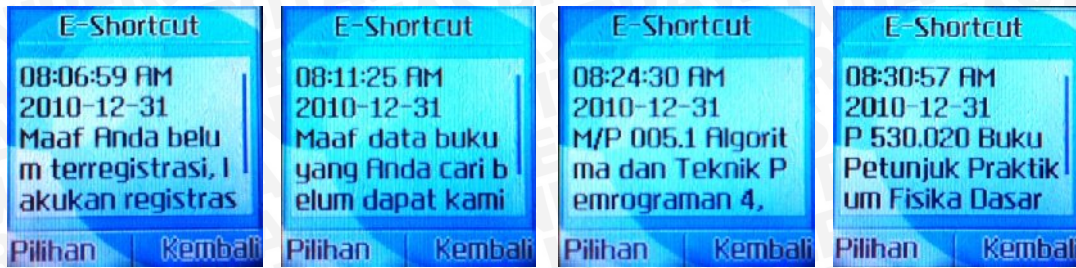 E-Shortcut
08:06:59 AM
2010-12-31
Maaf Anda belu
m terregistrasi, l
akukan registras
Pilihan Kembali
E-Shortcut
08:11:25 AM
2010-12-31
Maaf data buku
yang Anda cari b
elum dapat kami
Pilihan Kembali
E-Shortcut
08:24:30 AM
2010-12-31
M/P 005.1 Algorit
ma dan Teknik P
emrograman 4,
Pilihan Kembali
E-Shortcut
08:30:57 AM
2010-12-31
P 530.020 Buku
Petunjuk Praktik
um Fisika Dasar
Pilihan Kembali